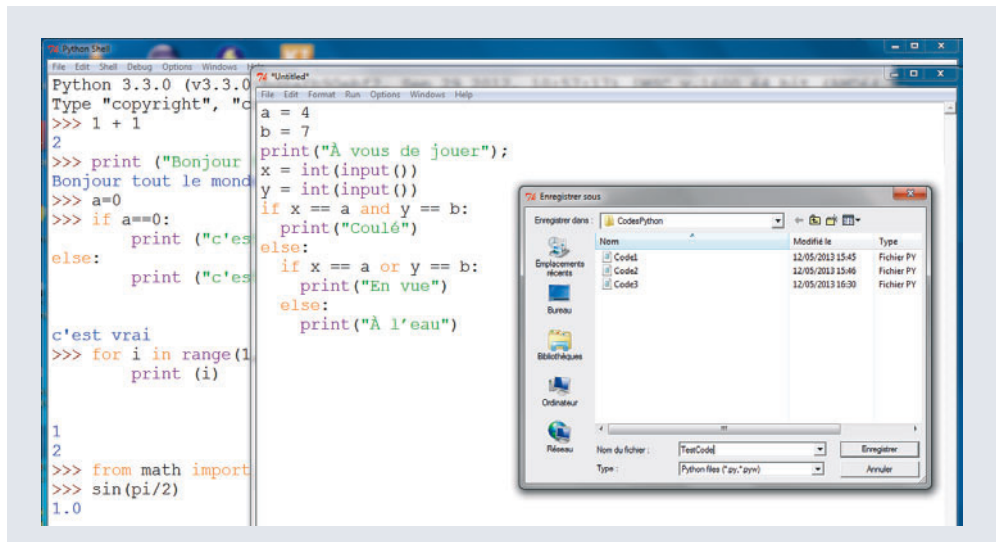 Python Shell
File Edit Shell Debug Options Windows
Python 3.3.0 (v3.3.0
Type "copyright", "c
>>> 1 + 1
2
>>> print ("Bonjour
Bonjour tout le mond
>>> a=0
>>> if a==0:
print ("c'es
else:
print ("c'es
c'est vrai
>>> for i in range(1
print (i)
1
2
>>> from math import
>>> sin(pi/2)
1.0
*Untitled*
File Edit Format Run Options Windows Help
a = 4
b = 7
print("À vous de jouer");
x = int(input())
y = int(input())
if x == a and y == b:
print("Coulé")
else:
if x == a or y == b:
print("En vue")
else:
print("À l'eau")
Enregistrer sous
Enregistrer dans : CodesPython
Nom Modifié le Type
Code1 12/05/2013 15:45 Fichier PY
Code2 12/05/2013 15:46 Fichier PY
Code3 12/05/2013 16:30 Fichier PY
Emplacements
récents
Bureau
Bibliothèques
Ordinateur
Réseau
Nom du fichier : TestCode Enregistrer
Type : Python files (*.py,*.pyw) Annuler